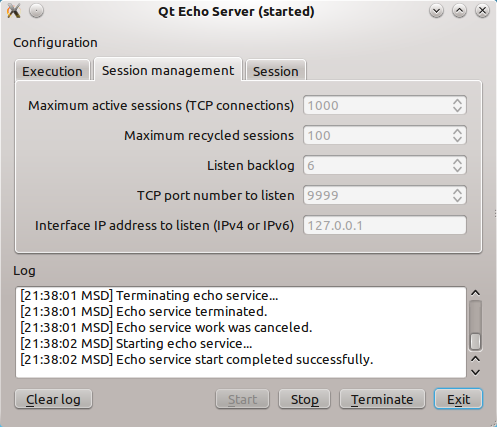 Qt Echo Server (started)
Configuration
Execution Session management Session
Maximum active sessions (TCP connections) 1000
Maximum recycled sessions 100
Listen backlog 6
TCP port number to listen 9999
Interface IP address to listen (IPv4 or IPv6) 127.0.0.1
Log
[21:38:01 MSD] Terminating echo service...
[21:38:01 MSD] Echo service terminated.
[21:38:01 MSD] Echo service work was canceled.
[21:38:02 MSD] Starting echo service...
[21:38:02 MSD] Echo service start completed successfully.
Clear log Start Stop Terminate Exit